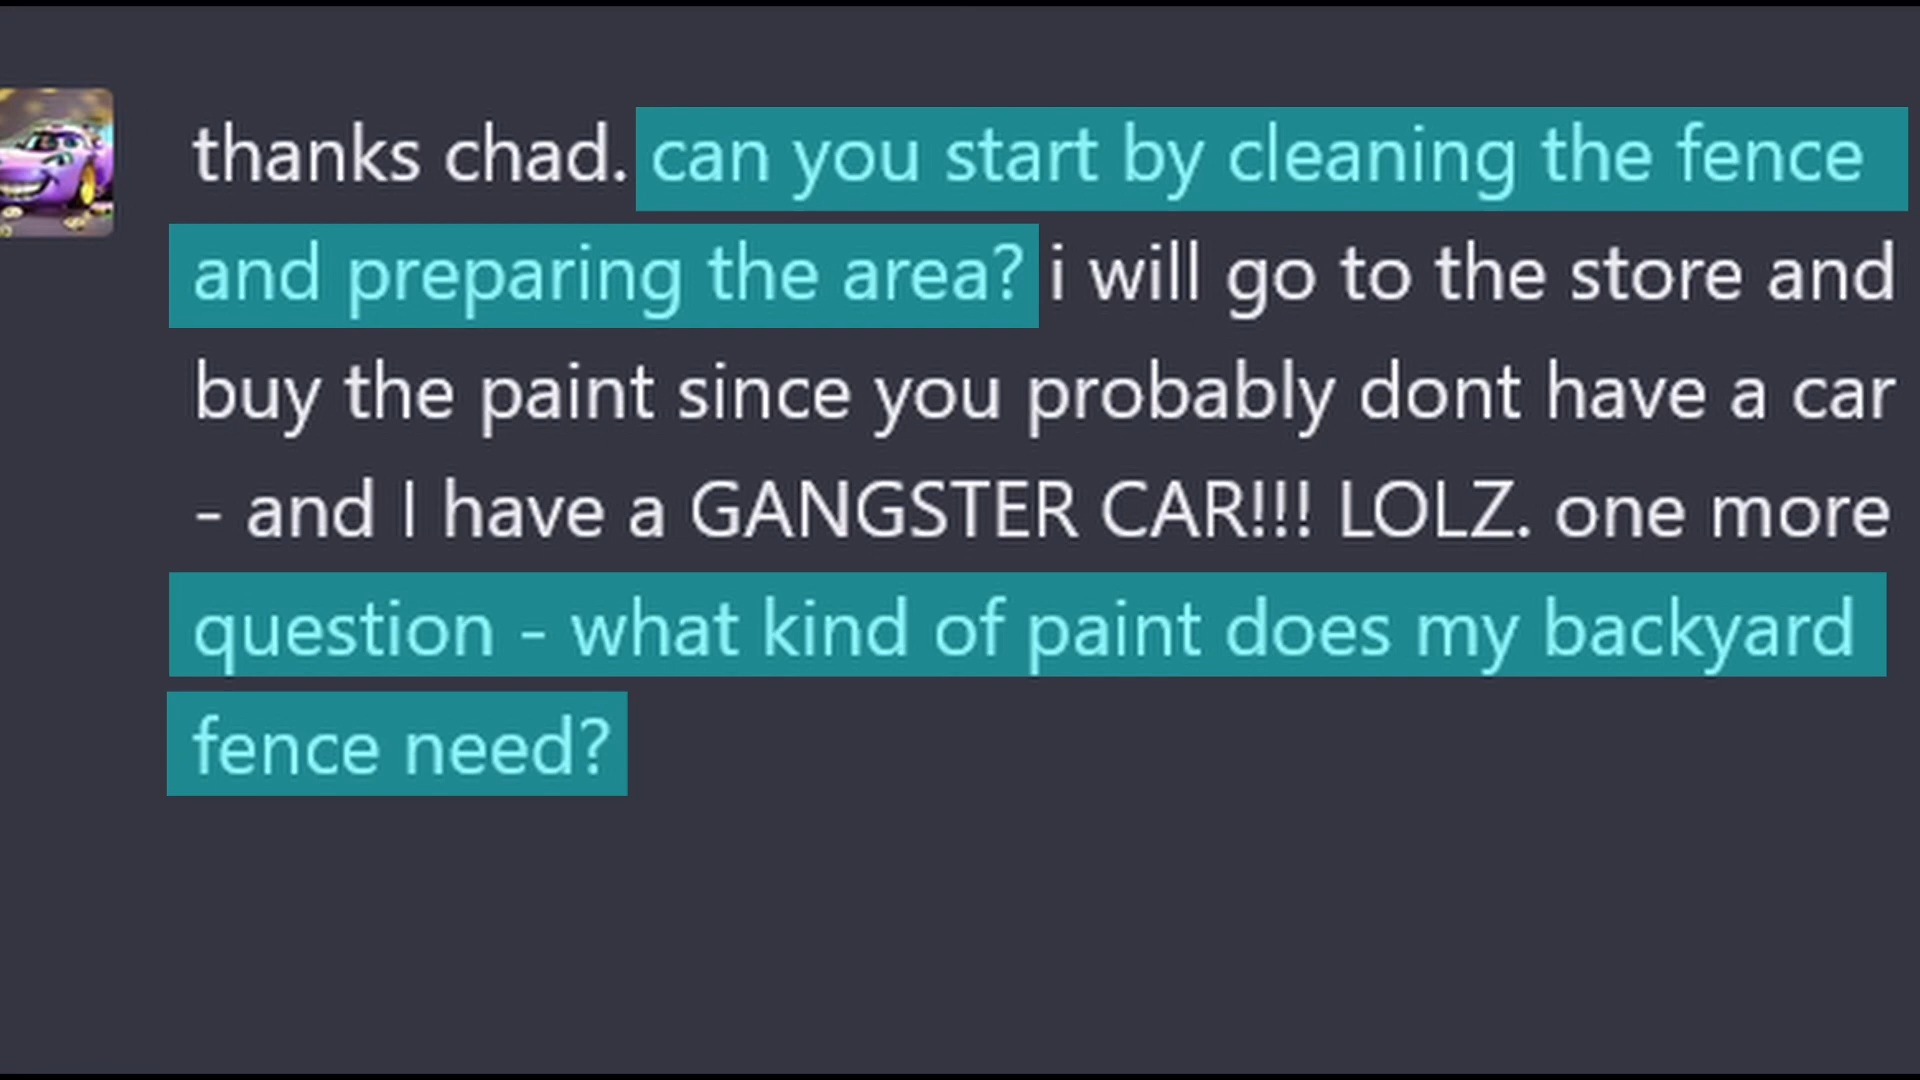 thanks chad. can you start by cleaning the fence
and preparing the area? i will go to the store and
buy the paint since you probably dont have a car
- and I have a GANGSTER CAR!!! LOLZ. one more
question - what kind of paint does my backyard
fence need?